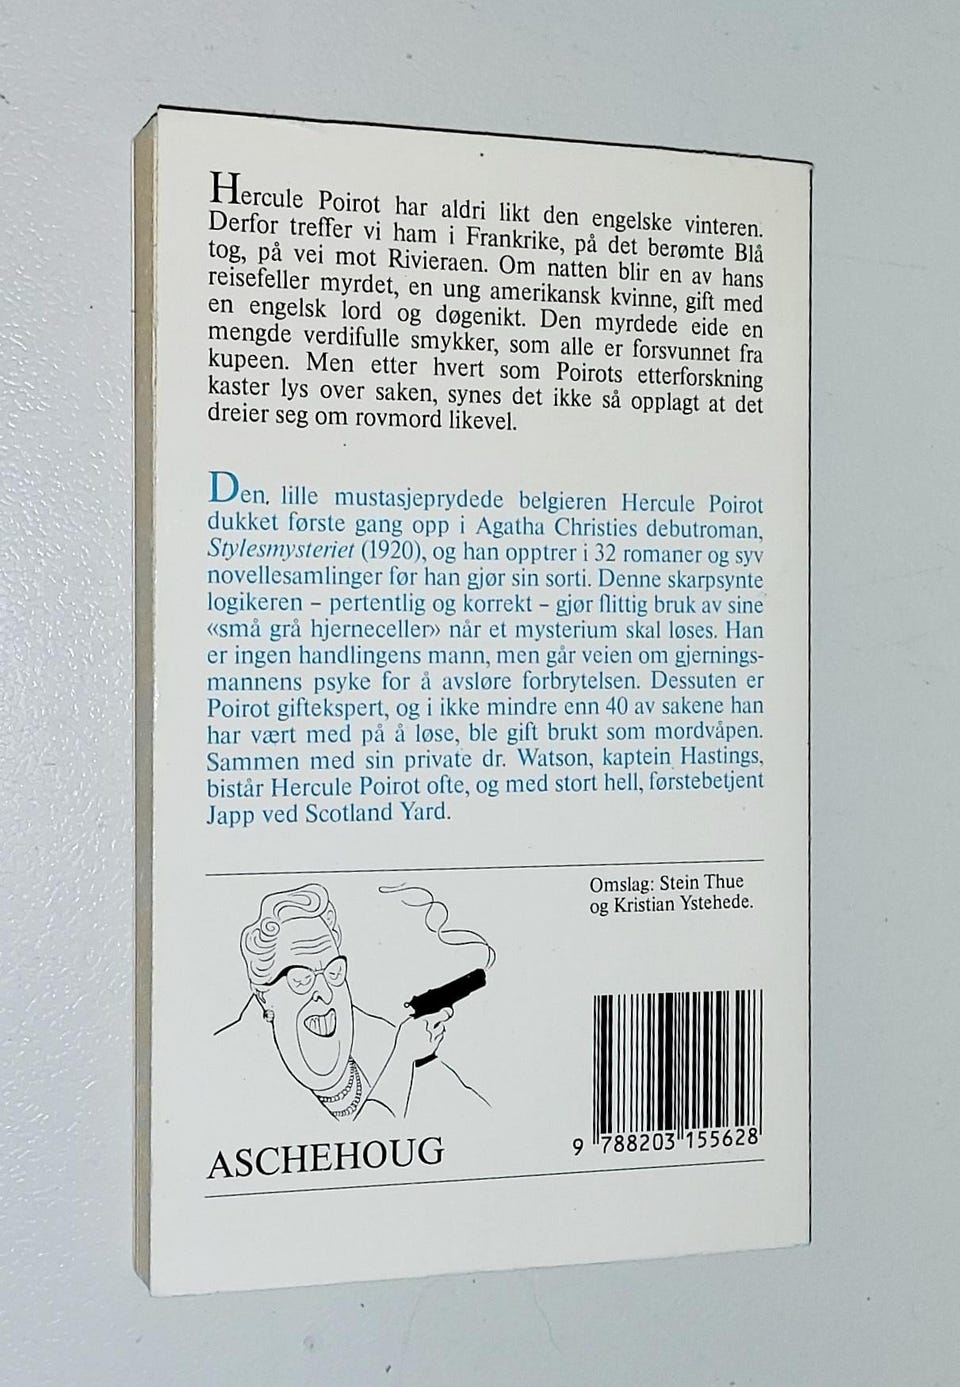 Hercule Poirot har aldri likt den engelske vinteren.
Derfor treffer vi ham i Frankrike, på det berømte Blå
tog, på vei mot Rivieraen. Om natten blir en av hans
reisefeller myrdet, en ung amerikansk kvinne, gift med
en engelsk lord og døgenikt. Den myrdede eide en
mengde verdifulle smykker, som alle er forsvunnet fra
kupeen. Men etter hvert som Poirots etterforskning
kaster lys over saken, synes det ikke så opplagt at det
dreier seg om rovmord likevel.
Den lille mustasjeprydede belgieren Hercule Poirot
dukket første gang opp i Agatha Christies debutroman,
Stylesmysteriet (1920), og han opptrer i 32 romaner og syv
novellesamlinger før han gjør sin sorti. Denne skarpsynte
logikeren – pertentlig og korrekt – gjør flittig bruk av sine
«små grå hjerneceller» når et mysterium skal løses. Han
er ingen handlingens mann, men går veien om gjernings-
mannens psyke for å avsløre forbrytelsen. Dessuten er
Poirot giftekspert, og i ikke mindre enn 40 av sakene han
har vært med på å løse, ble gift brukt som mordvåpen.
Sammen med sin private dr. Watson, kaptein Hastings,
bistår Hercule Poirot ofte, og med stort hell, førstebetjent
Japp ved Scotland Yard.
Omslag: Stein Thue
og Kristian Ystehede.
ASCHEHOUG
9 788203 155628